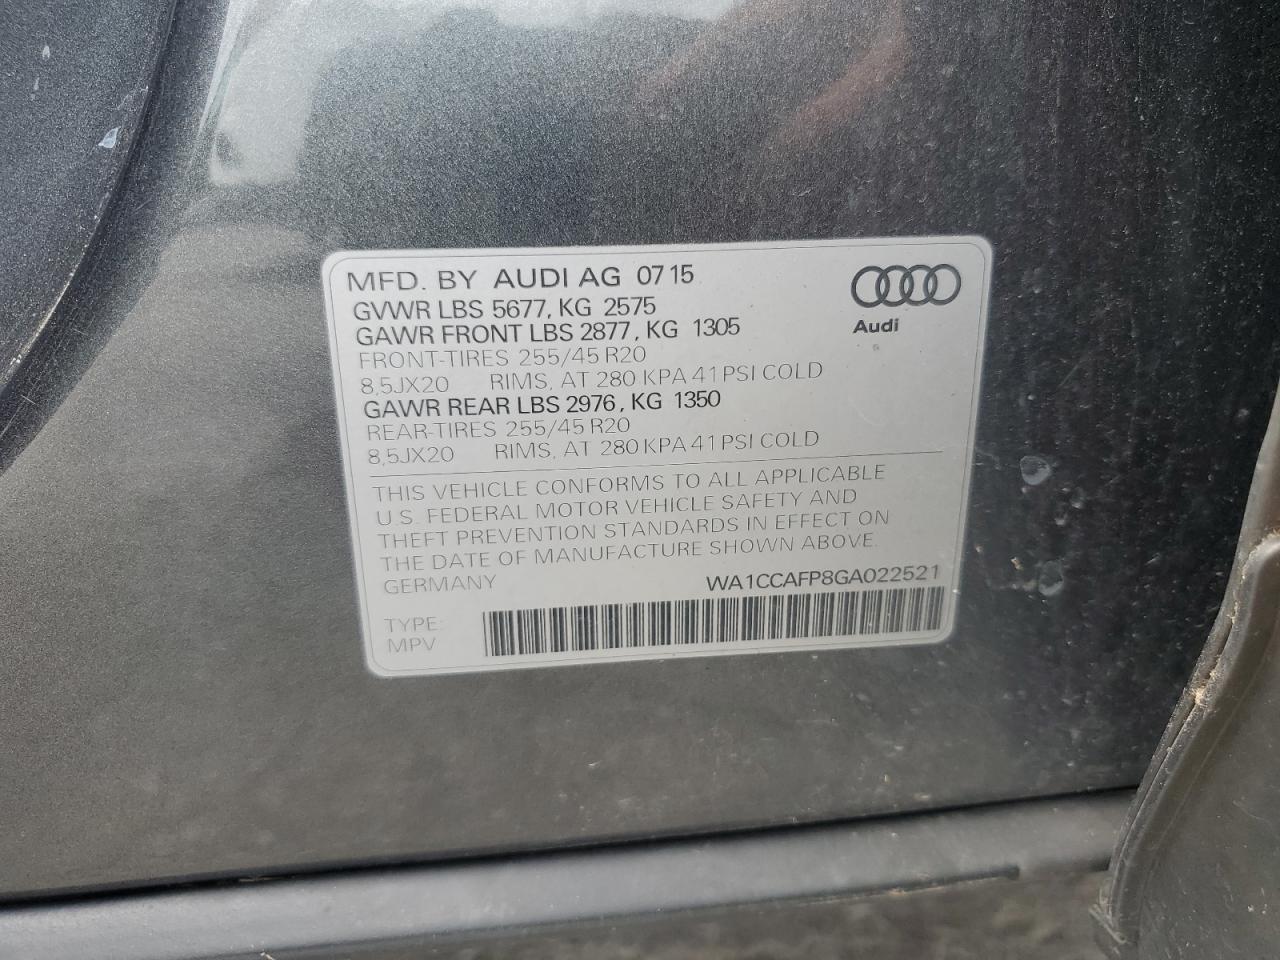 MFD. BY AUDI AG 07 15
GVWR LBS 5677, KG 2575
GAWR FRONT LBS 2877, KG 1305
FRONT-TIRES 255/45 R20
8,5JX20 RIMS, AT 280 KPA 41 PSI COLD
GAWR REAR LBS 2976, KG 1350
REAR-TIRES 255/45 R20
8,5JX20 RIMS, AT 280 KPA 41 PSI COLD
Audi
THIS VEHICLE CONFORMS TO ALL APPLICABLE
U.S. FEDERAL MOTOR VEHICLE SAFETY AND
THEFT PREVENTION STANDARDS IN EFFECT ON
THE DATE OF MANUFACTURE SHOWN ABOVE.
GERMANY WA1CCAFP8GA022521
TYPE:
MPV